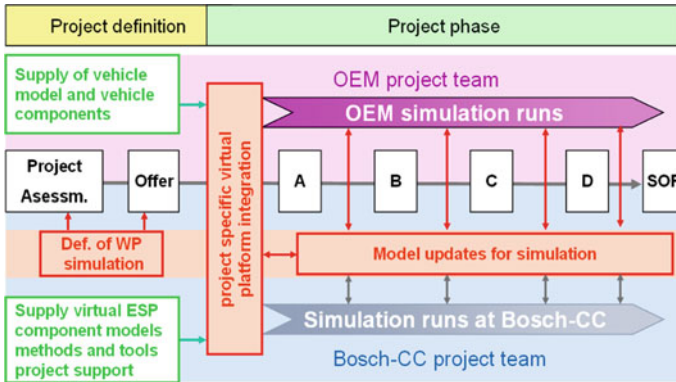 Project definition
Project phase
Supply of vehicle
model and vehicle
components
OEM project team
OEM simulation runs
Project
Asessm.
Offer
A
B
C
D
SOP
project specific virtual
platform integration
Def. of WP
simulation
Model updates for simulation
Supply virtual ESP
component models
methods and tools
project support
Simulation runs at Bosch-CC
Bosch-CC project team